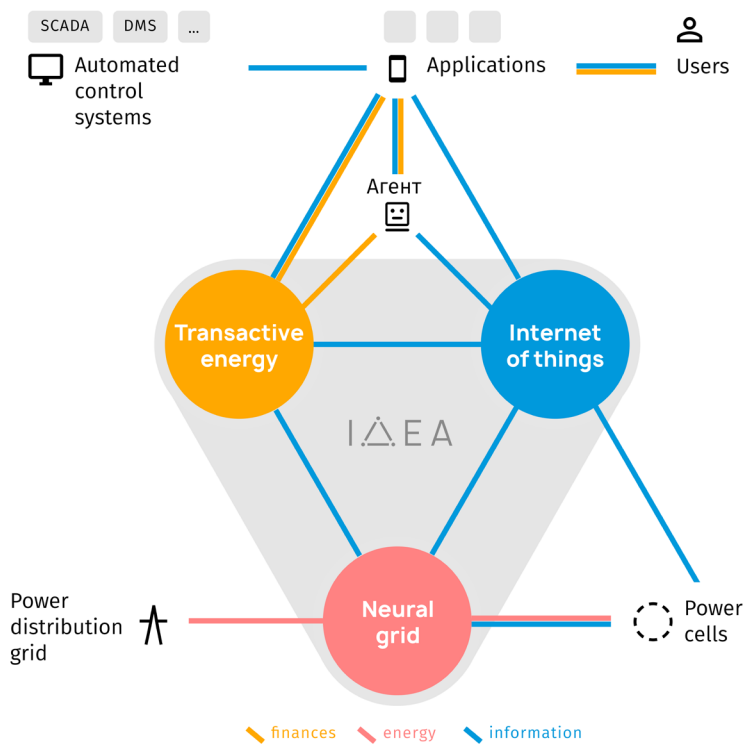 SCADA
DMS
...
Automated
control
systems
Applications
Users
Агент
Transactive
energy
Internet
of things
IDEA
Neural
grid
Power
distribution
grid
Power
cells
finances
energy
information